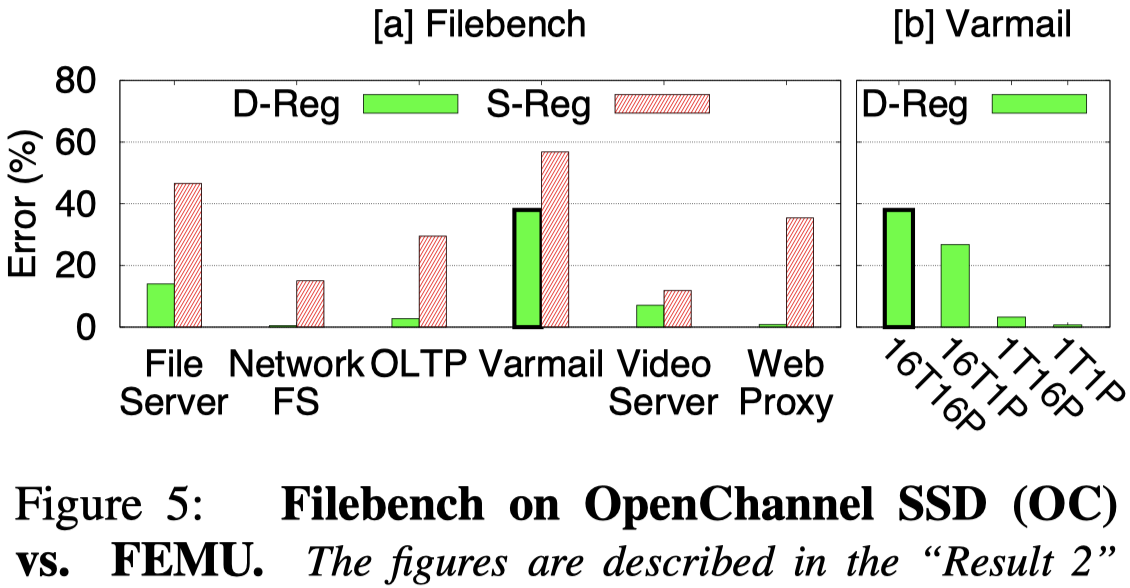 [a] Filebench [b] Varmail
80
D-Reg S-Reg D-Reg
60
40
20
0
Error (%)
File Network OLTP Varmail Video Web
Server FS Server Proxy
16T16P 16T1P 1T16P 1T1P
Figure 5: Filebench on OpenChannel SSD (OC)
vs. FEMU. The figures are described in the “Result 2”